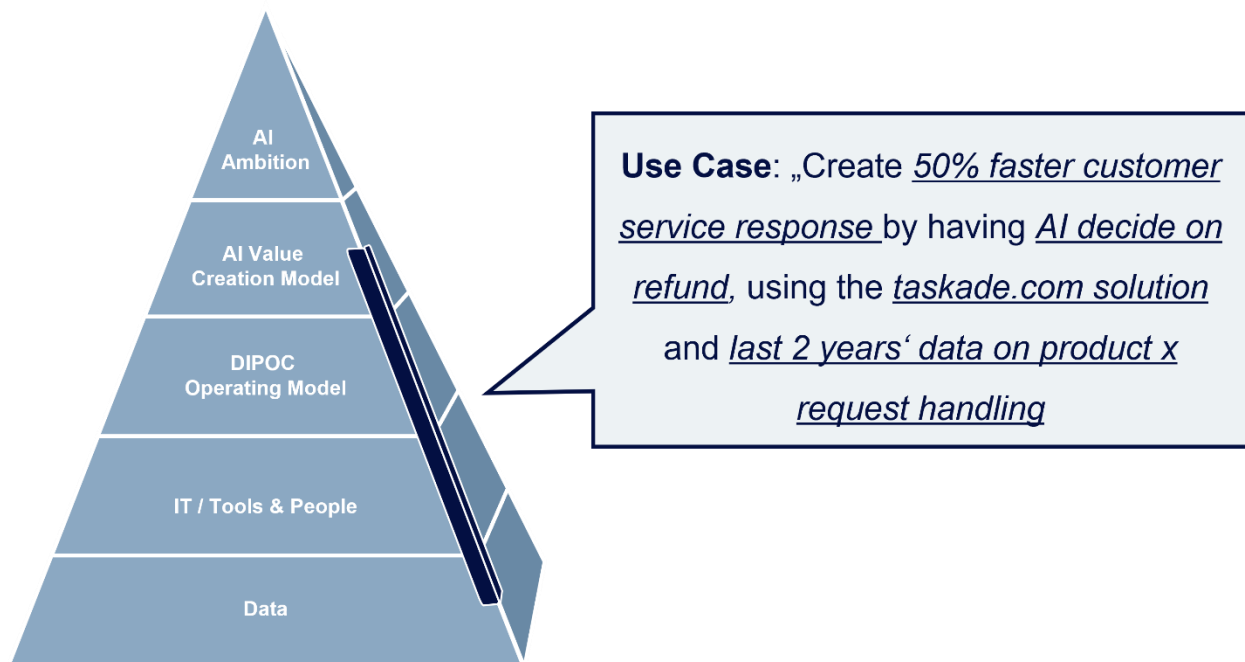 AI
Ambition
AI Value
Creation Model
DIPOC
Operating Model
IT / Tools & People
Data
Use Case: „Create 50% faster customer
service response by having AI decide on
refund, using the taskade.com solution
and last 2 years‘ data on product x
request handling